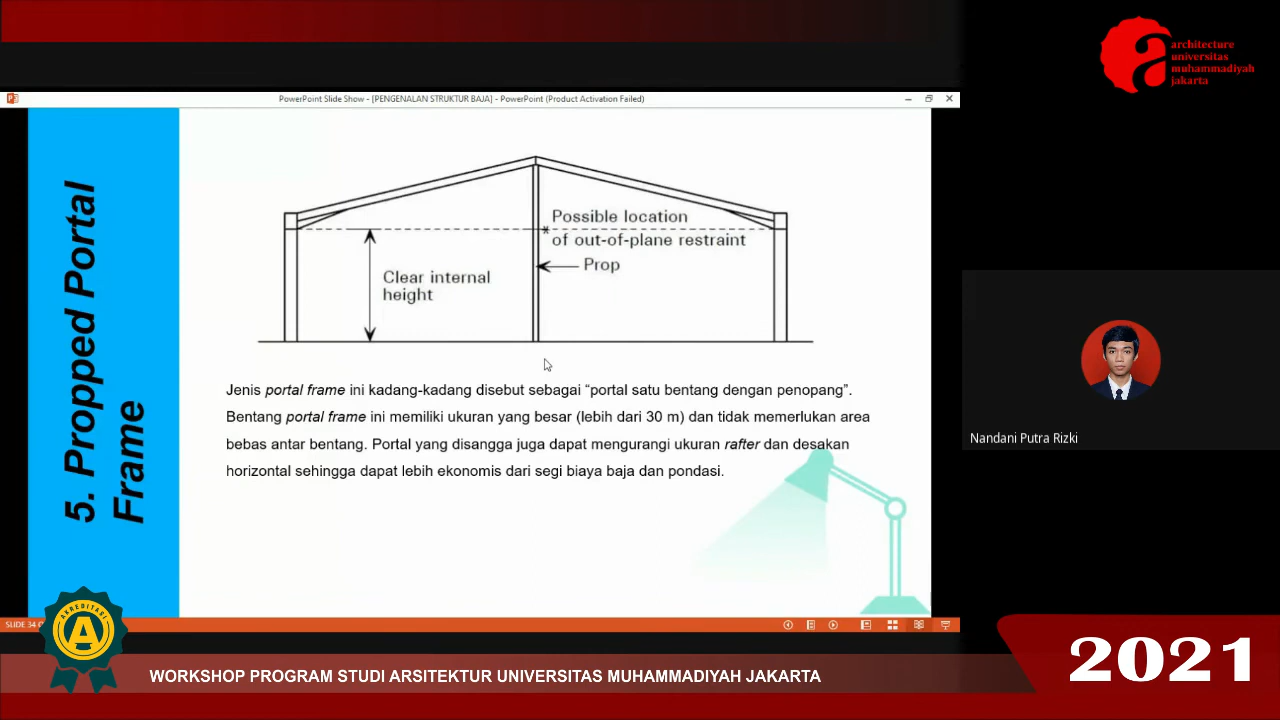 architecture
universitas
muhammadiyah
jakarta
PowerPoint Slide Show - [PENGENALAN STRUKTUR BAJA] - PowerPoint (Product Activation Failed)
5. Propped Portal
Frame
Possible location
of out-of-plane restraint
Prop
Clear internal
height
Jenis portal frame ini kadang-kadang disebut sebagai “portal satu bentang dengan penopang”.
Bentang portal frame ini memiliki ukuran yang besar (lebih dari 30 m) dan tidak memerlukan area
bebas antar bentang. Portal yang disangga juga dapat mengurangi ukuran rafter dan desakan
horizontal sehingga dapat lebih ekonomis dari segi biaya baja dan pondasi.
Nandani Putra Rizki
SLIDE 34
AKREDITASI
A
WORKSHOP PROGRAM STUDI ARSITEKTUR UNIVERSITAS MUHAMMADIYAH JAKARTA
2021